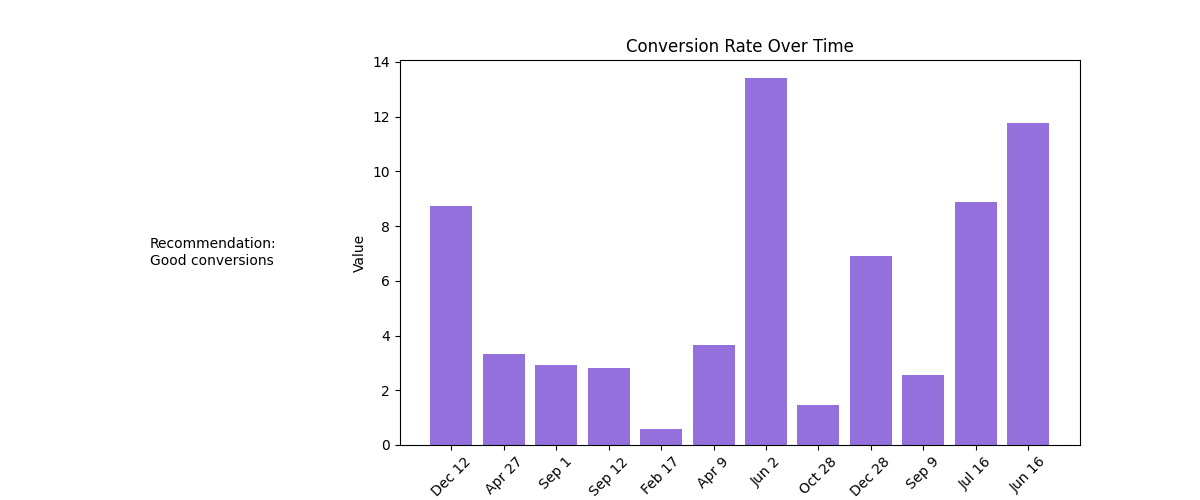 Conversion Rate Over Time
Recommendation:
Good conversions
Value
14
12
10
8
6
4
2
0
Dec 12
Apr 27
Sep 1
Sep 12
Feb 17
Apr 9
Jun 2
Oct 28
Dec 28
Sep 9
Jul 16
Jun 16